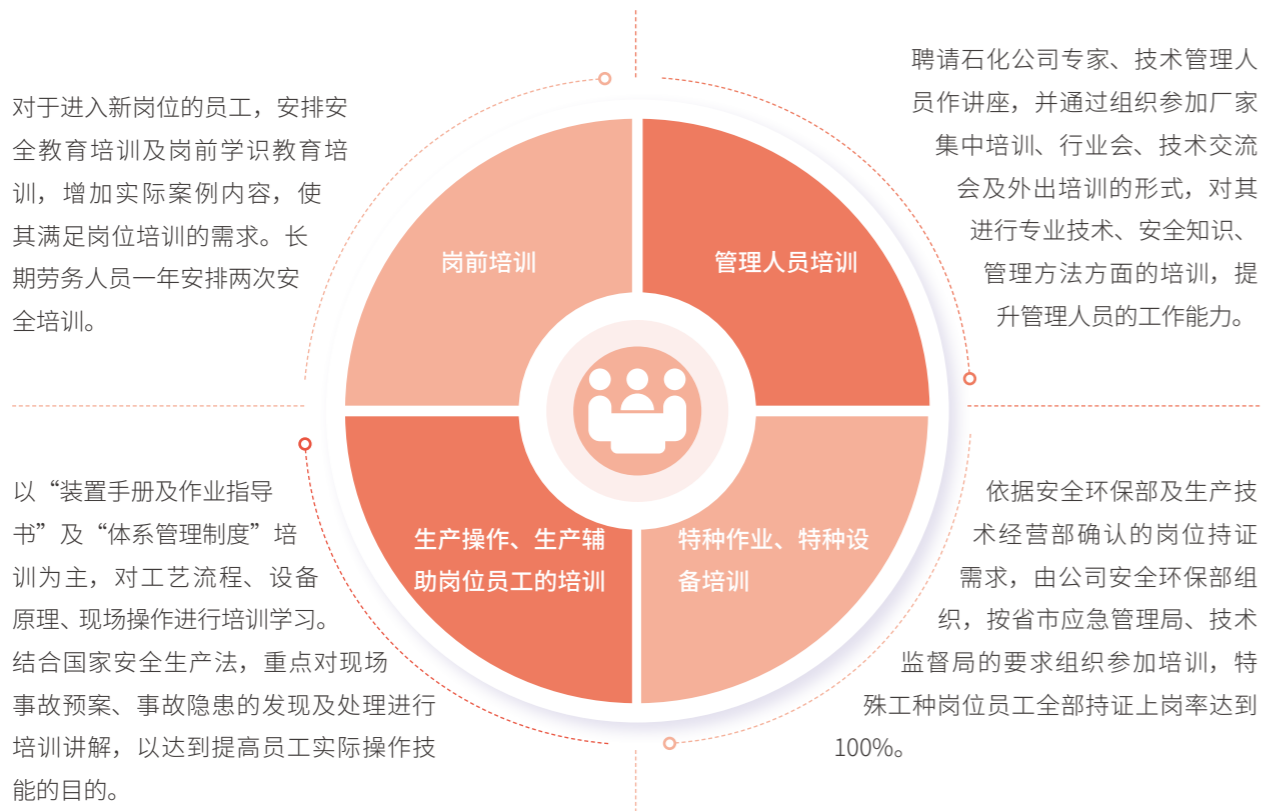 对于进入新岗位的员工，安排安
全教育培训及岗前学识教育培
训，增加实际案例内容，使
其满足岗位培训的需求。长
期劳务人员一年安排两次安
全培训。
岗前培训
聘请石化公司专家、技术管理人
员作讲座，并通过组织参加厂家
集中培训、行业会、技术交流
会及外出培训的形式，对其
进行专业技术、安全知识、
管理方法方面的培训，提
升管理人员的工作能力。
管理人员培训
以“装置手册及作业指导
书”及“体系管理制度”培
训为主，对工艺流程、设备
原理、现场操作进行培训学习。
结合国家安全生产法，重点对现场
事故预案、事故隐患的发现及处理进行
培训讲解，以达到提高员工实际操作技
能的目的。
生产操作、生产辅
助岗位员工的培训
特种作业、特种设
备培训
依据安全环保部及生产技
术经营部确认的岗位持证
需求，由公司安全环保部组
织，按省市应急管理局、技术
监督局的要求组织参加培训，特
殊工种岗位员工全部持证上岗率达到
100%。